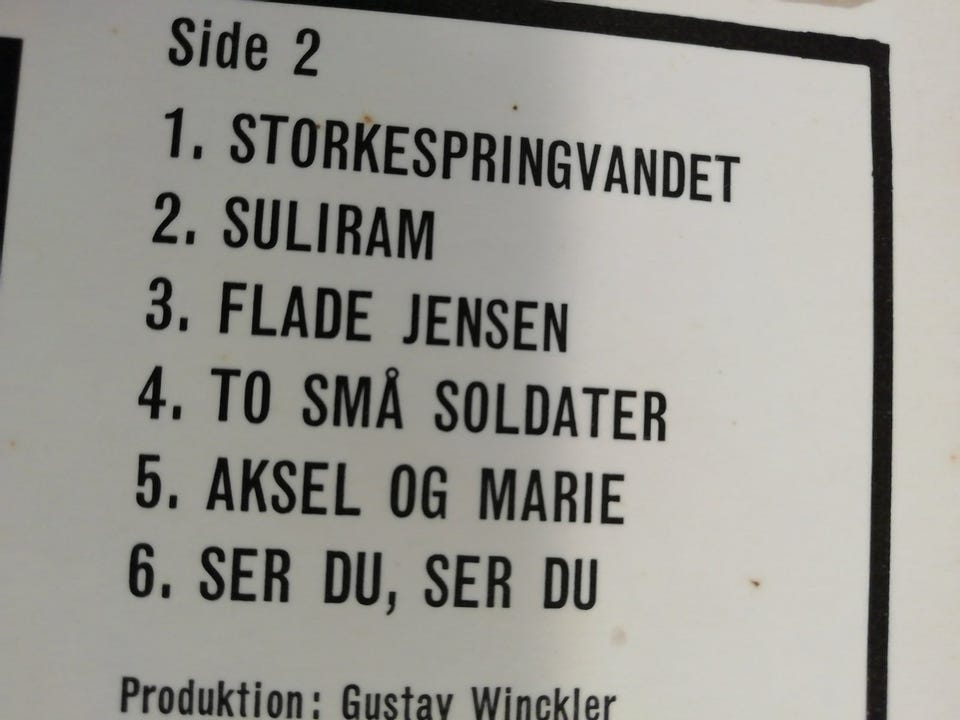 Side 2
1. STORKESPRINGVANDET
2. SULIRAM
3. FLADE JENSEN
4. TO SMÅ SOLDATER
5. AKSEL OG MARIE
6. SER DU, SER DU
Produktion: Gustav Winckler